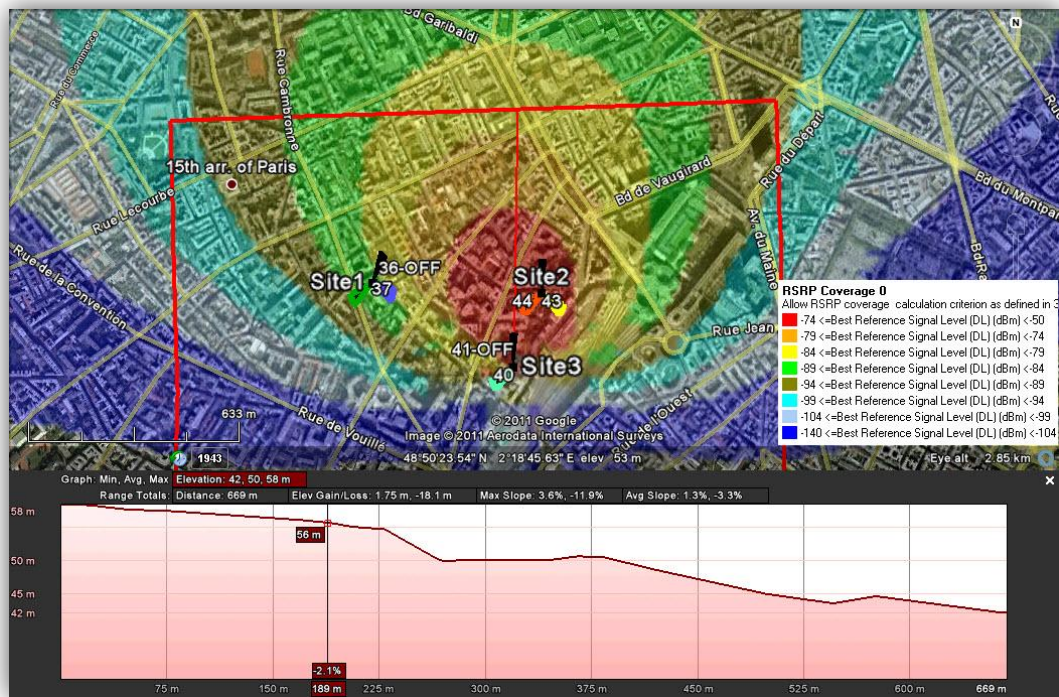 Bd Garibaldi
N
Rue du Commerce
Rue Cambronne
15th arr. of Paris
Rue du Départ
Bd de Vaugirard
Bd du Montpa
Rue Lecourbe
Av. du Maine
Rue de la Convention
Bd Ra
36-OFF
Site1
37
Site2
44 43
41-OFF
Site3
40
Rue Jean
RSRP Coverage 0
Allow RSRP coverage calculation criterion as defined in 3
-74 <=Best Reference Signal Level (DL) (dBm) <-50
-79 <=Best Reference Signal Level (DL) (dBm) <-74
-84 <=Best Reference Signal Level (DL) (dBm) <-79
-89 <=Best Reference Signal Level (DL) (dBm) <-84
-94 <=Best Reference Signal Level (DL) (dBm) <-89
-99 <=Best Reference Signal Level (DL) (dBm) <-94
-104 <=Best Reference Signal Level (DL) (dBm) <-99
-140 <=Best Reference Signal Level (DL) (dBm) <-104
633 m
Rue de Vouillé
Rue de l'Ouest
© 2011 Google
Image © 2011 Aerodata International Surveys
1943
48°50'23.54" N 2°18'45.63" E elev 53 m
Eye alt 2.85 km
Graph: Min, Avg, Max Elevation: 42, 50, 58 m
Range Totals: Distance: 669 m Elev Gain/Loss: 1.75 m, -18.1 m Max Slope: 3.6%, -11.9% Avg Slope: 1.3%, -3.3%
58 m
56 m
50 m
45 m
42 m
-2.1%
75 m 150 m 189 m 225 m 300 m 375 m 450 m 525 m 600 m 669 m